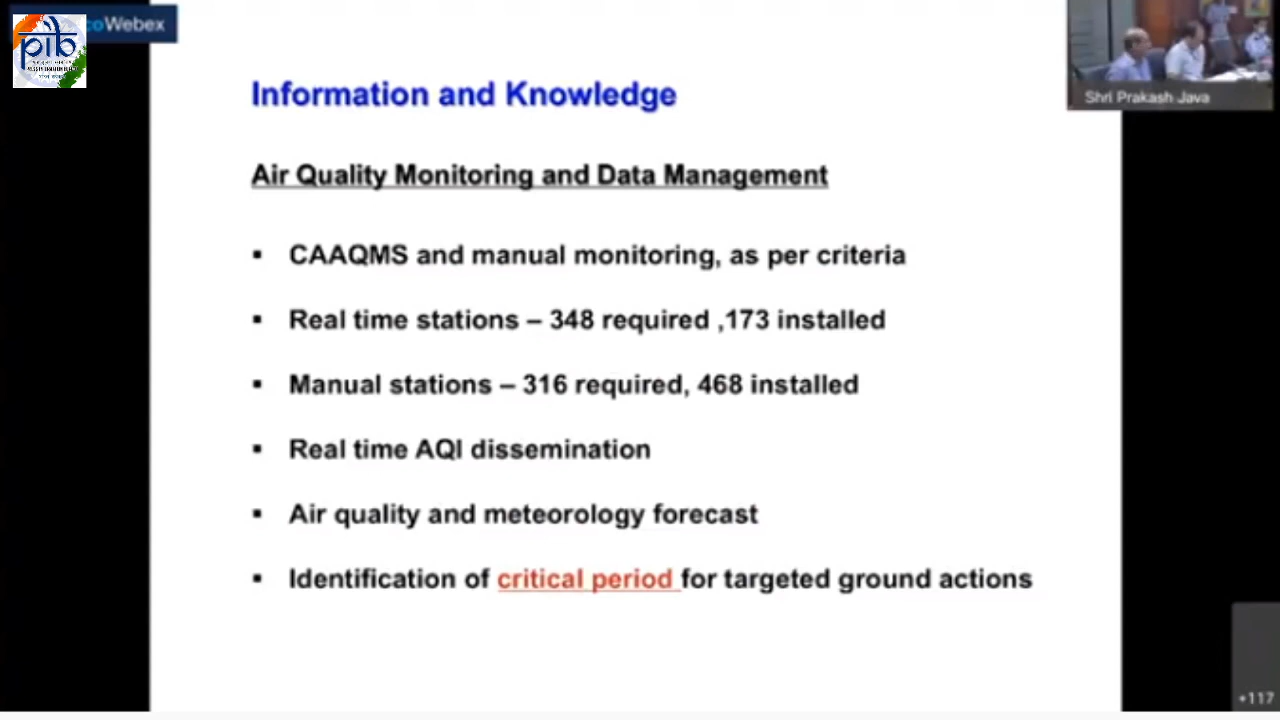 coWebex
pib
Shri Prakash Java
Information and Knowledge
Air Quality Monitoring and Data Management
▪ CAAQMS and manual monitoring, as per criteria
▪ Real time stations – 348 required ,173 installed
▪ Manual stations – 316 required, 468 installed
▪ Real time AQI dissemination
▪ Air quality and meteorology forecast
▪ Identification of critical period for targeted ground actions
+117